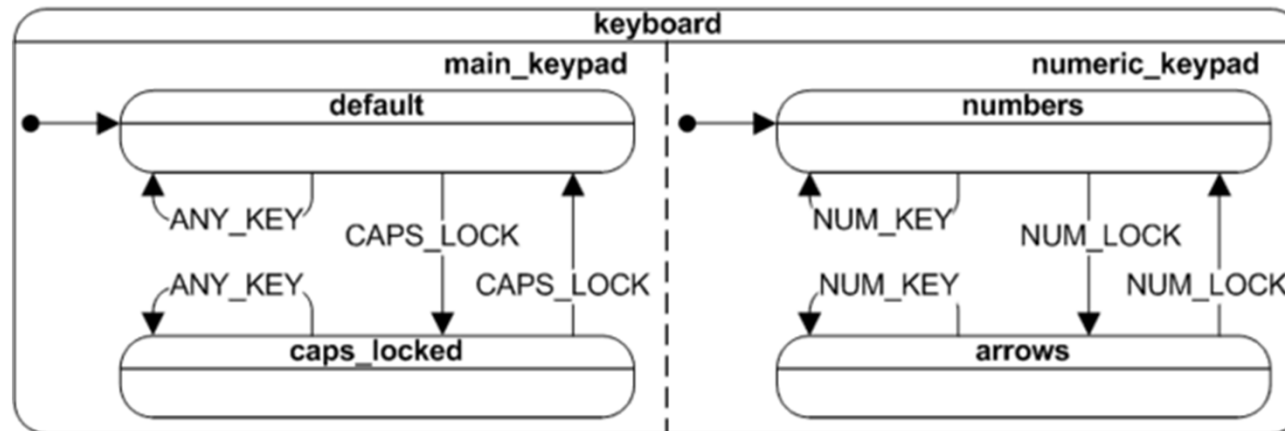 keyboard
main_keypad
default
ANY_KEY
CAPS_LOCK
ANY_KEY
CAPS_LOCK
caps_locked
numeric_keypad
numbers
NUM_KEY
NUM_LOCK
NUM_KEY
NUM_LOCK
arrows